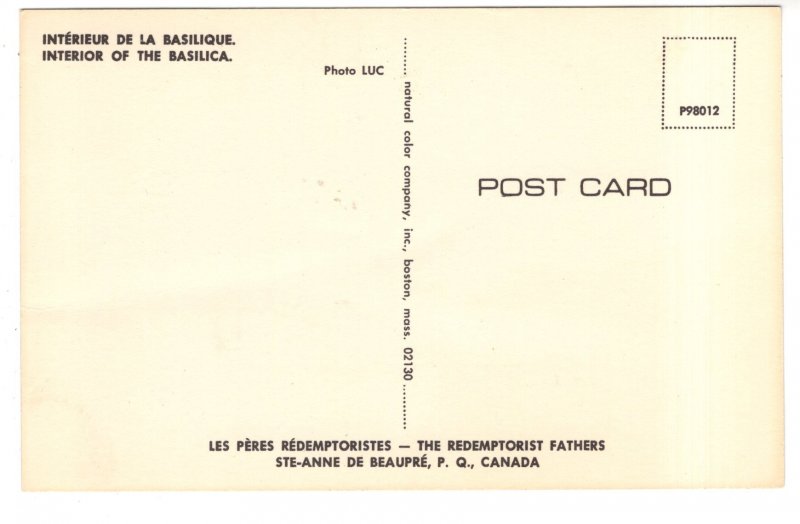 INTÉRIEUR DE LA BASILIQUE.
INTERIOR OF THE BASILICA.
Photo LUC
natural color company, inc., boston, mass. 02130
P98012
POST CARD
LES PÈRES RÉDEMPTORISTES — THE REDEMPTORIST FATHERS
STE-ANNE DE BEAUPRÉ, P. Q., CANADA